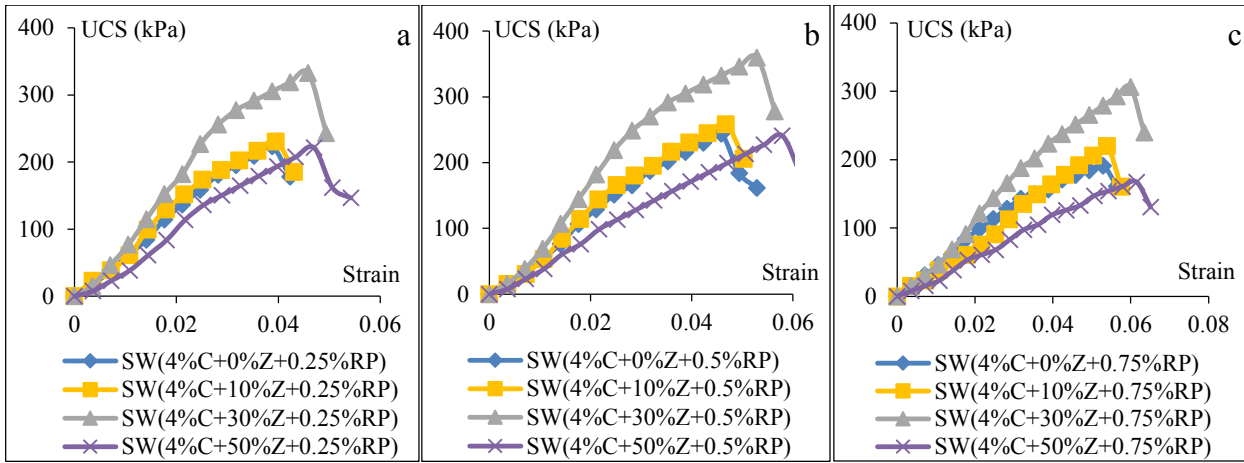 UCS (kPa)
a
400
300
200
100
0
Strain
0
0.02
0.04
0.06
SW(4%C+0%Z+0.25%RP)
SW(4%C+10%Z+0.25%RP)
SW(4%C+30%Z+0.25%RP)
SW(4%C+50%Z+0.25%RP)
UCS (kPa)
b
400
300
200
100
0
Strain
0
0.02
0.04
0.06
SW(4%C+0%Z+0.5%RP)
SW(4%C+10%Z+0.5%RP)
SW(4%C+30%Z+0.5%RP)
SW(4%C+50%Z+0.5%RP)
UCS (kPa)
c
400
300
200
100
0
Strain
0
0.02
0.04
0.06
0.08
SW(4%C+0%Z+0.75%RP)
SW(4%C+10%Z+0.75%RP)
SW(4%C+30%Z+0.75%RP)
SW(4%C+50%Z+0.75%RP)